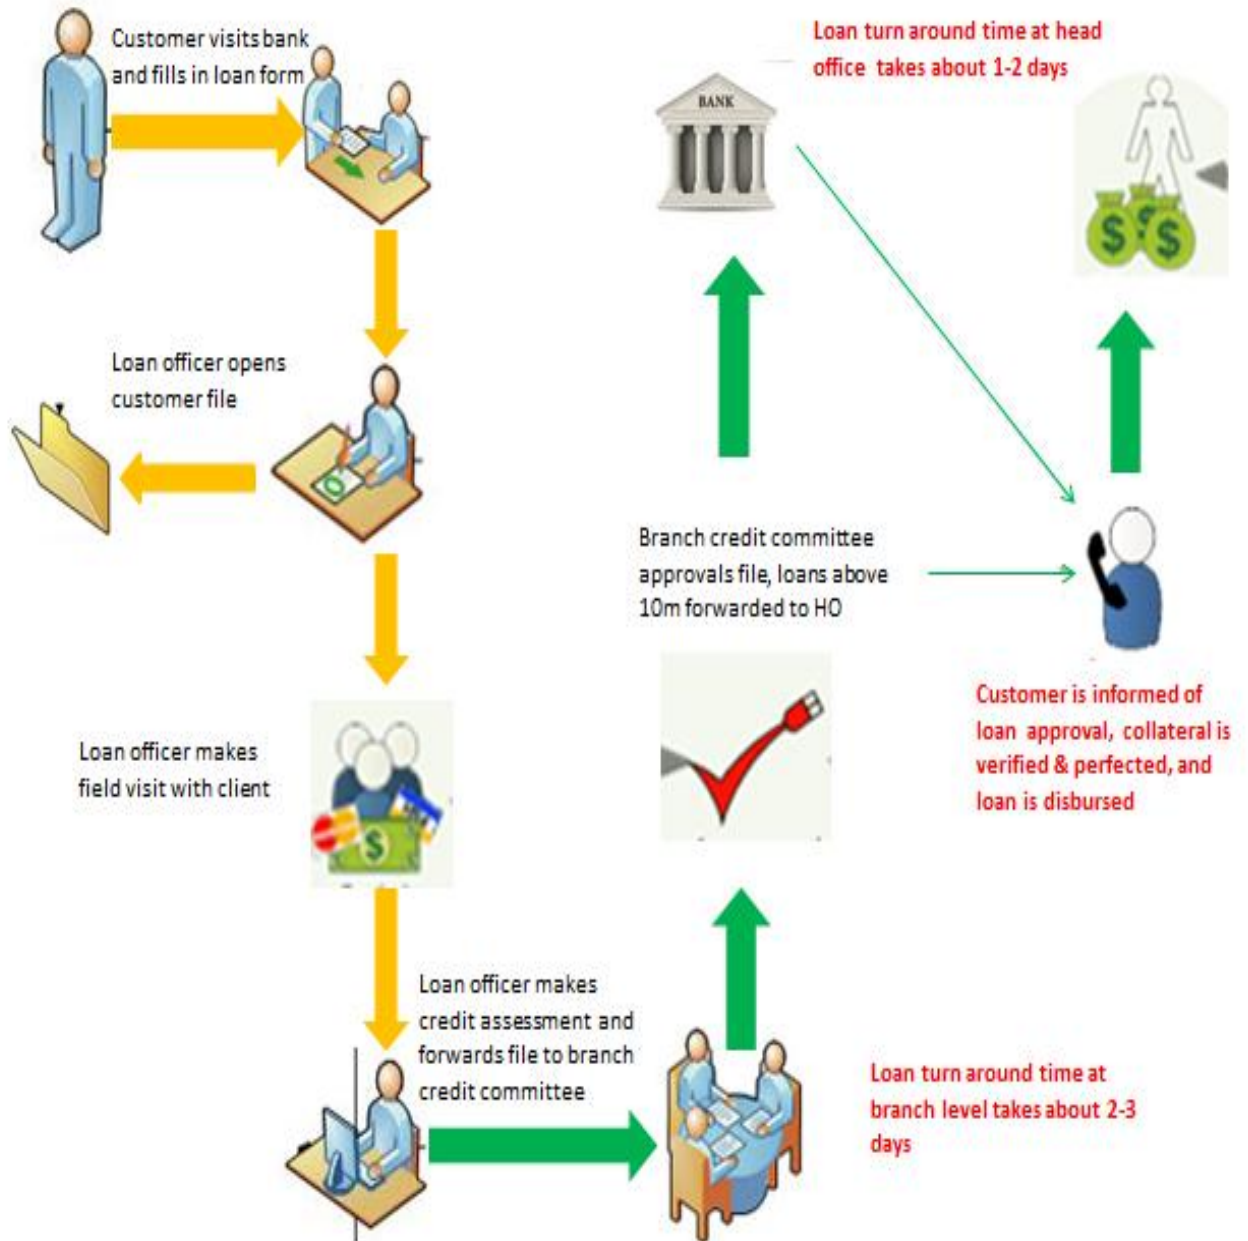 Customer visits bank
and fills in loan form
Loan officer opens
customer file
Loan officer makes
field visit with client
Loan officer makes
credit assessment and
forwards file to branch
credit committee
Loan turn around time at
branch level takes about 2-3
days
Branch credit committee
approvals file, loans above
10m forwarded to HO
BANK
Loan turn around time at head
office takes about 1-2 days
Customer is informed of
loan approval, collateral is
verified & perfected, and
loan is disbursed
$
$ $ $